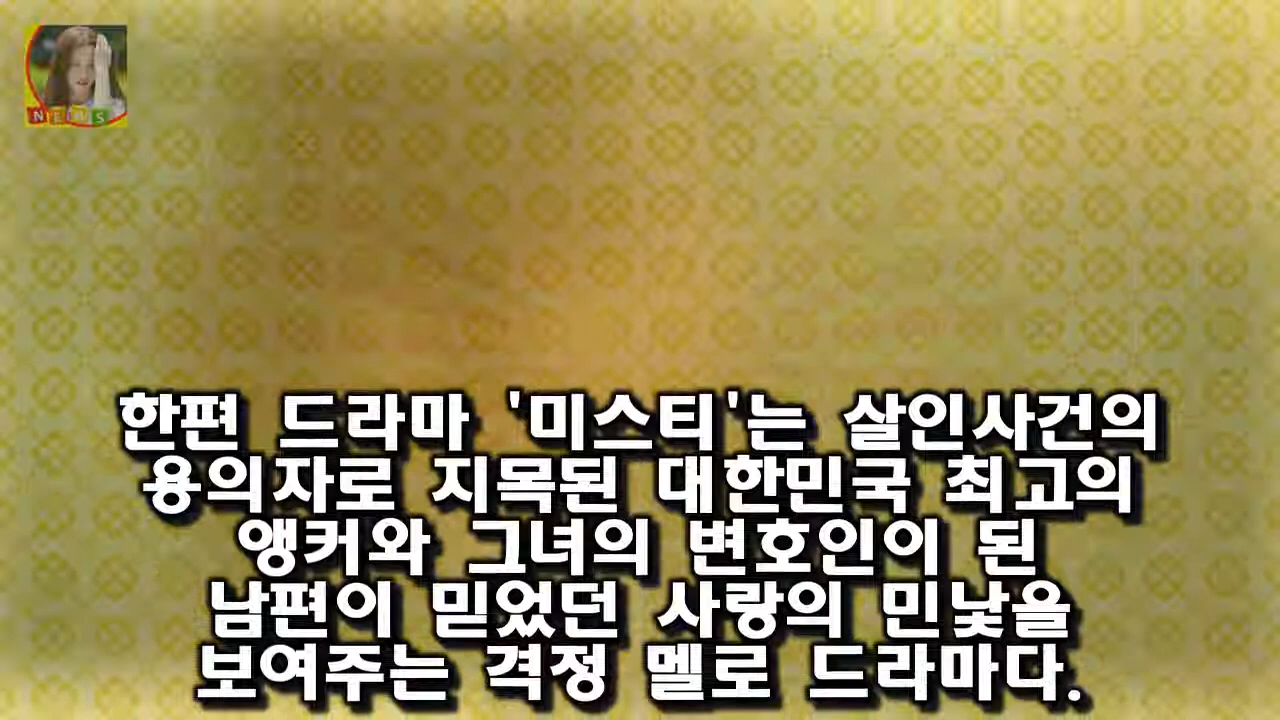 NEWS
한편 드라마 '미스티'는 살인사건의
용의자로 지목된 대한민국 최고의
앵커와 그녀의 변호인이 된
남편이 믿었던 사랑의 민낯을
보여주는 격정 멜로 드라마다.